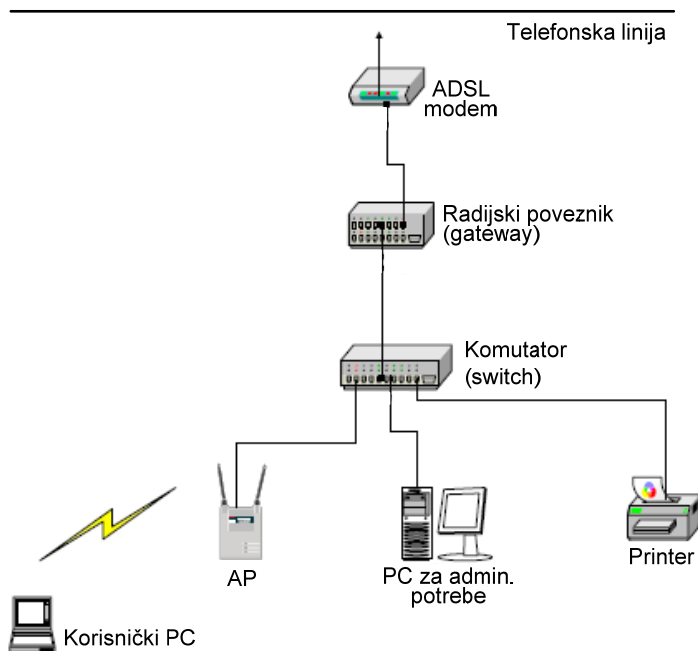 Telefonska linija
ADSL
modem
Radijski poveznik
(gateway)
Komutator
(switch)
AP
PC za admin.
potrebe
Printer
Korisnički PC